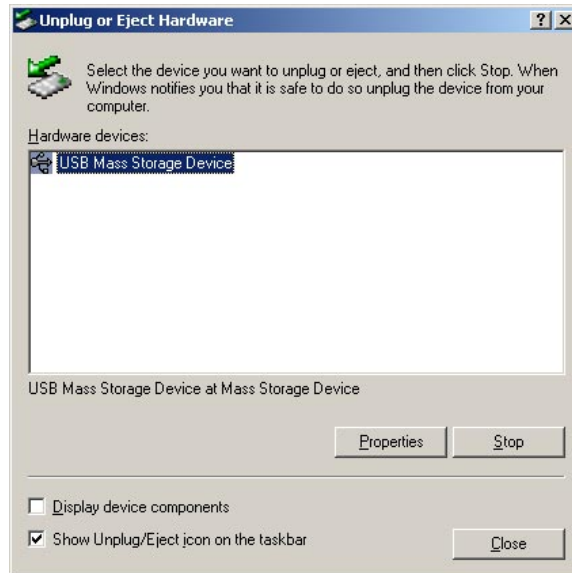 Unplug or Eject Hardware
Select the device you want to unplug or eject, and then click Stop. When
Windows notifies you that it is safe to do so unplug the device from your
computer.
Hardware devices:
USB Mass Storage Device
USB Mass Storage Device at Mass Storage Device
Properties
Stop
Display device components
Show Unplug/Eject icon on the taskbar
Close